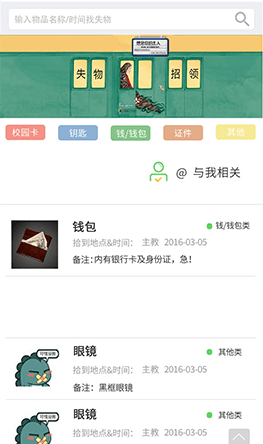 输入物品名称/时间找失物
失 物 招 领
校园卡 钥匙 钱/钱包 证件 其他
@ 与我相关
钱包 钱/钱包类
拾到地点&时间： 主教 2016-03-05
备注：内有银行卡及身份证，急！
眼镜 其他类
拾到地点&时间： 主教 2016-03-05
备注：黑框眼镜
眼镜 其他类
拾到地点&时间： 主教 2016-03-05